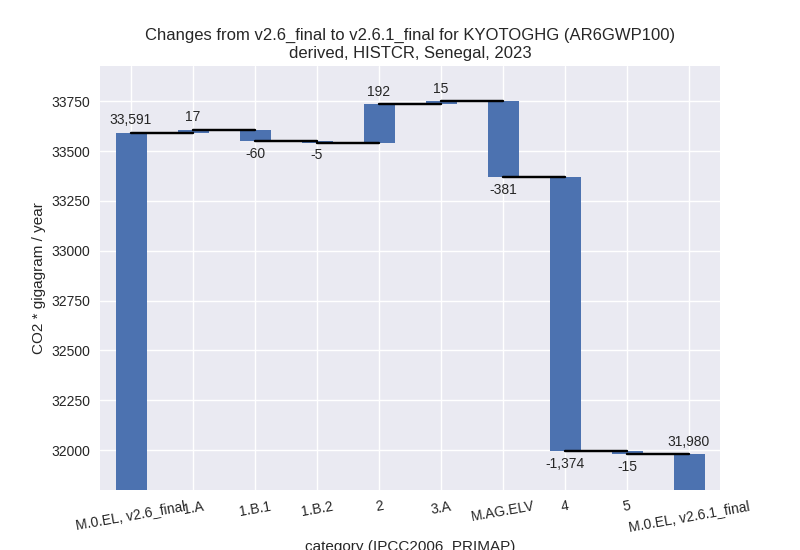 Changes from v2.6_final to v2.6.1_final for KYOTOGHG (AR6GWP100)
derived, HISTCR, Senegal, 2023
CO2 * gigagram / year
33750
33500
33250
33000
32750
32500
32250
32000
33,591
17
-60
-5
192
15
-381
-1,374
-15
31,980
M.0.EL, v2.6_final
1.A
1.B.1
1.B.2
2
3.A
M.AG.ELV
4
5
M.0.EL, v2.6.1_final
category (IPCC2006_PRIMAP)